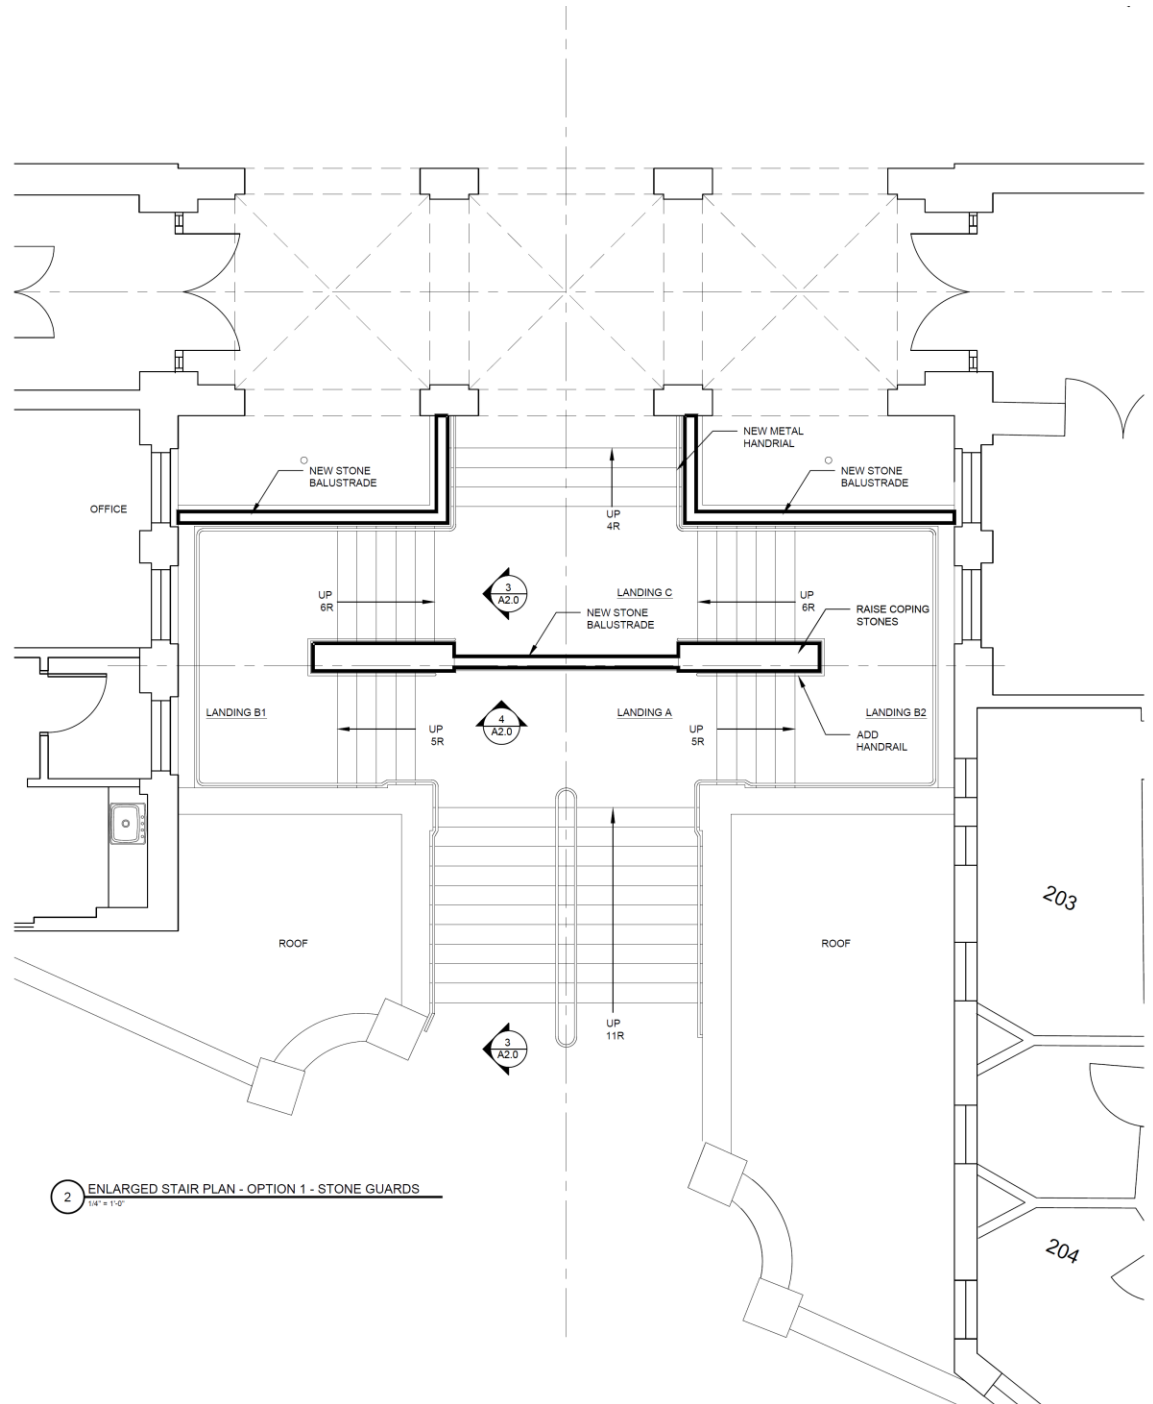 NEW METAL
HANDRIAL
NEW STONE
BALUSTRADE
NEW STONE
BALUSTRADE
OFFICE
UP
4R
3
A2.0
LANDING C
UP
6R
UP
6R
NEW STONE
BALUSTRADE
RAISE COPING
STONES
LANDING B1
4
A2.0
LANDING A
LANDING B2
UP
5R
UP
5R
ADD
HANDRAIL
203
ROOF
ROOF
UP
11R
3
A2.0
2
ENLARGED STAIR PLAN - OPTION 1 - STONE GUARDS
1/4" = 1'-0"
204